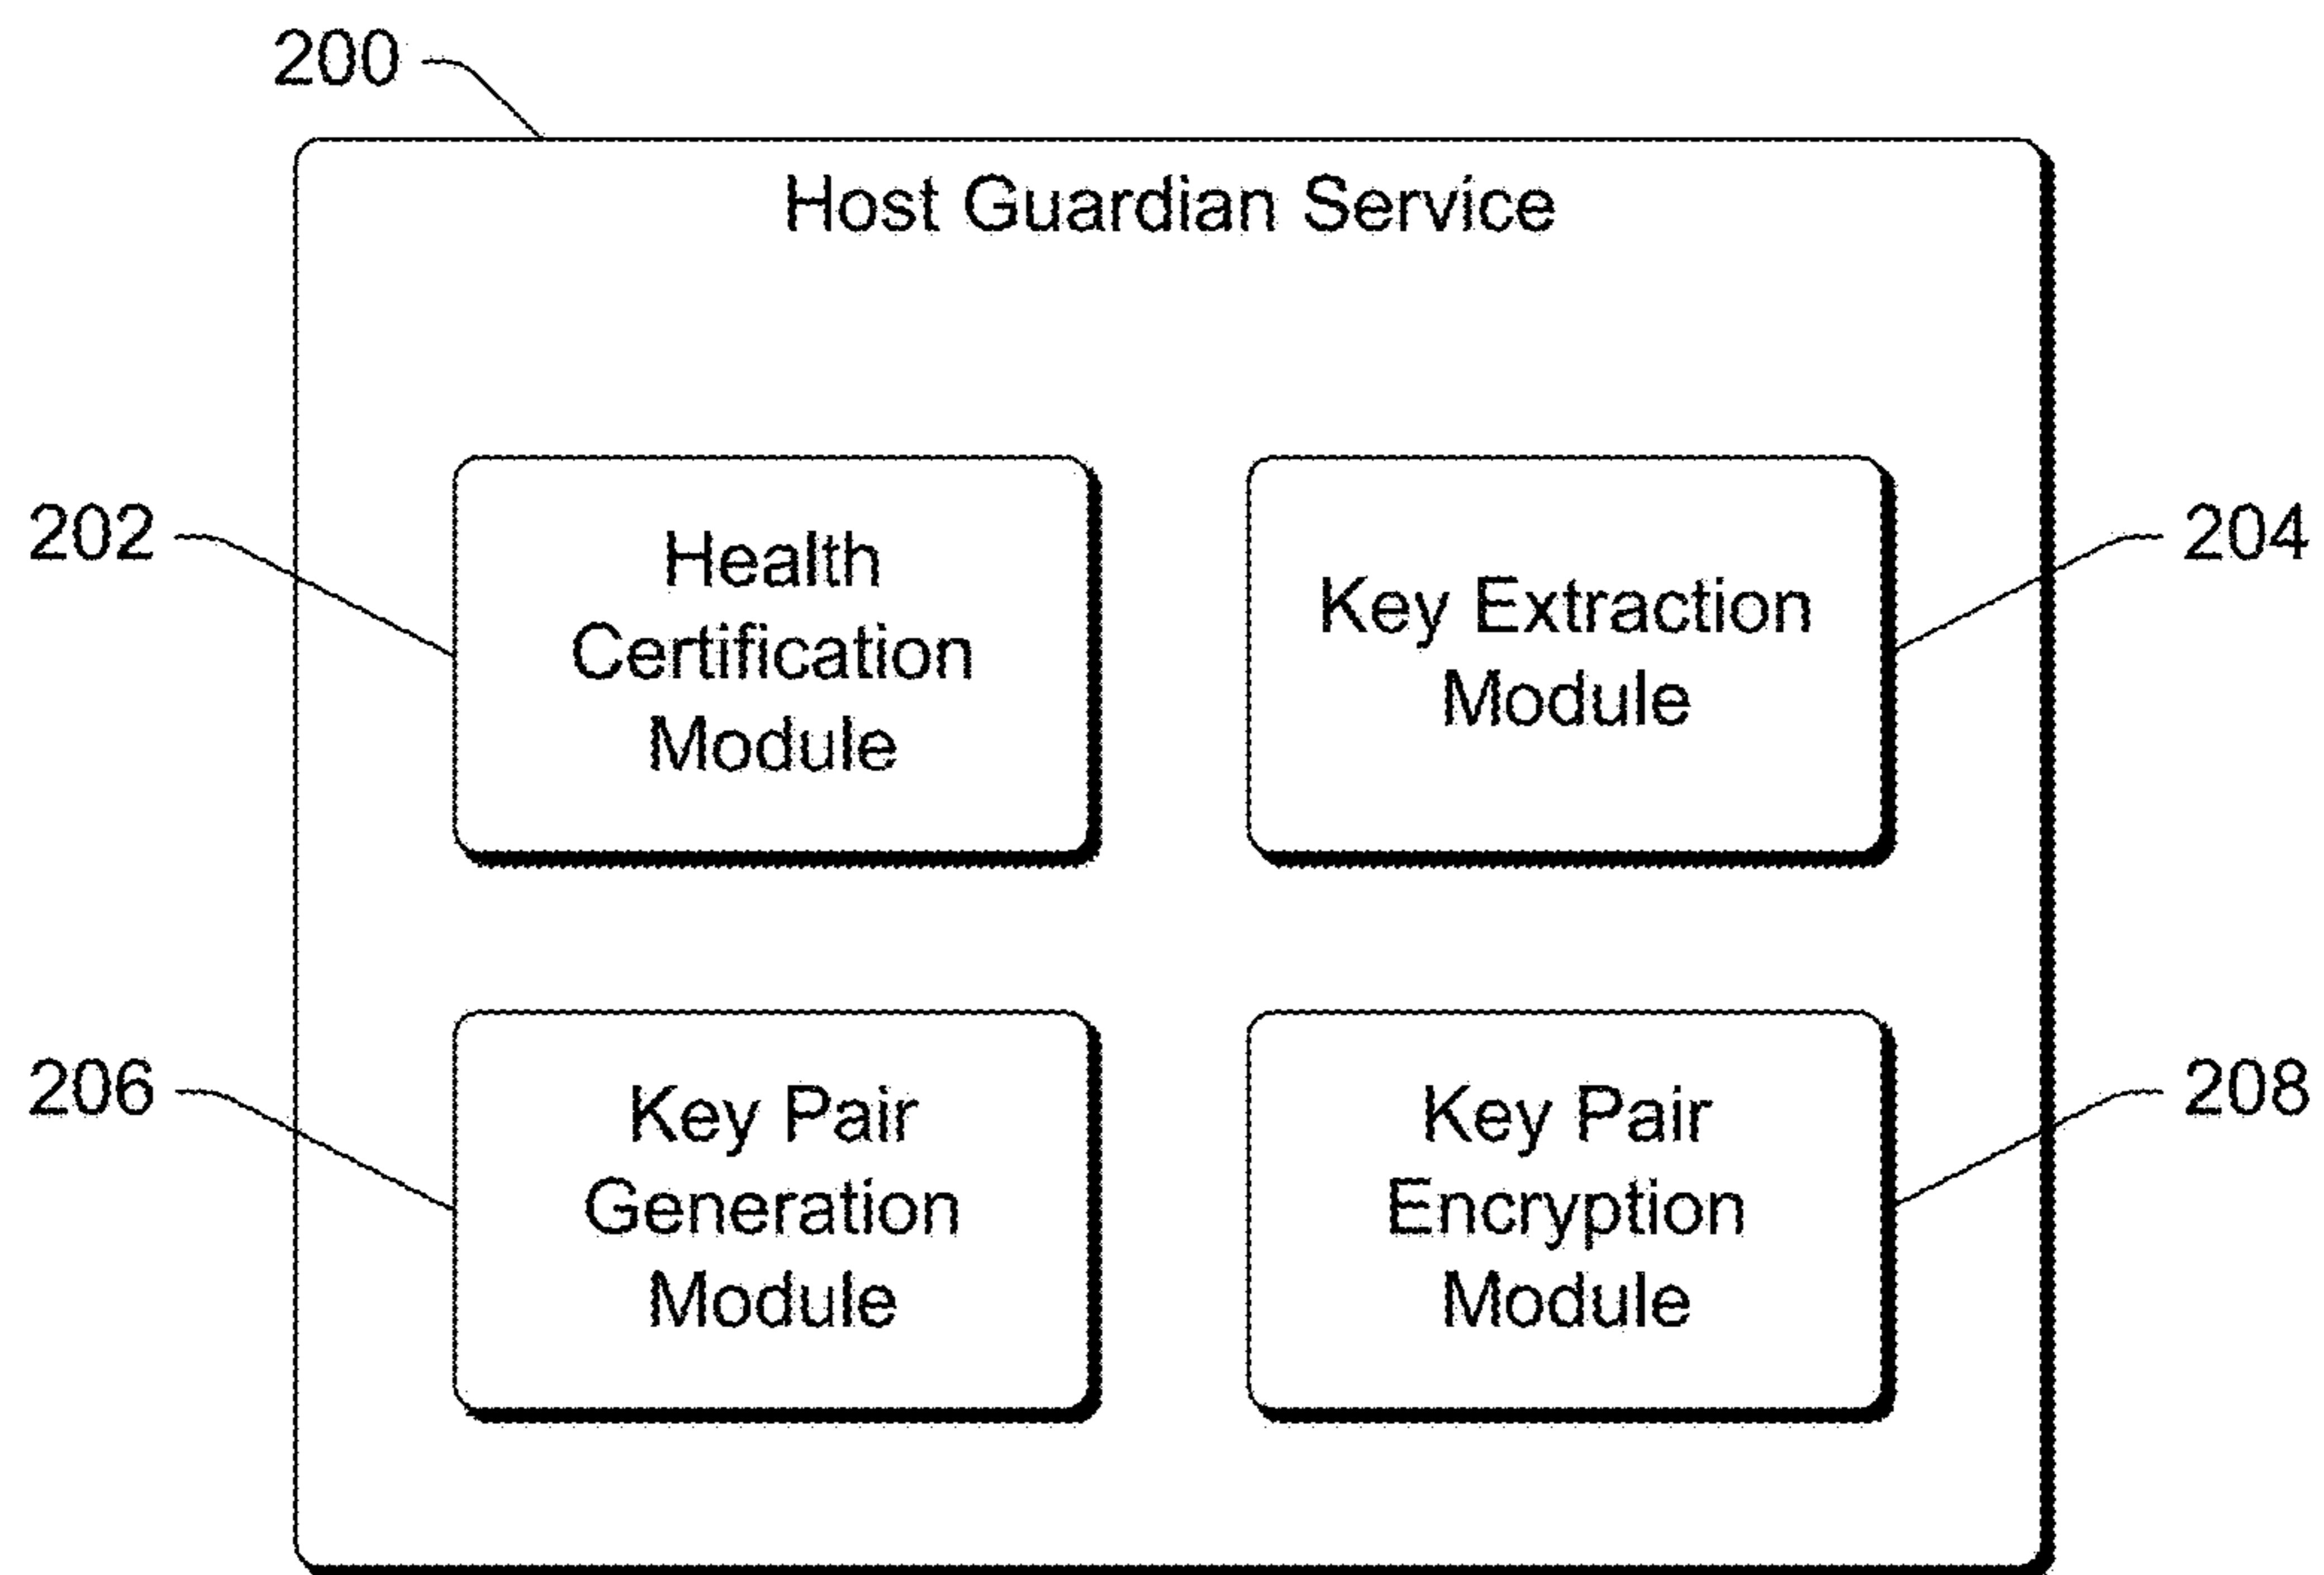 200
Host Guardian Service
202
Health
Certification
Module
Key Extraction
Module
204
206
Key Pair
Generation
Module
Key Pair
Encryption
Module
208